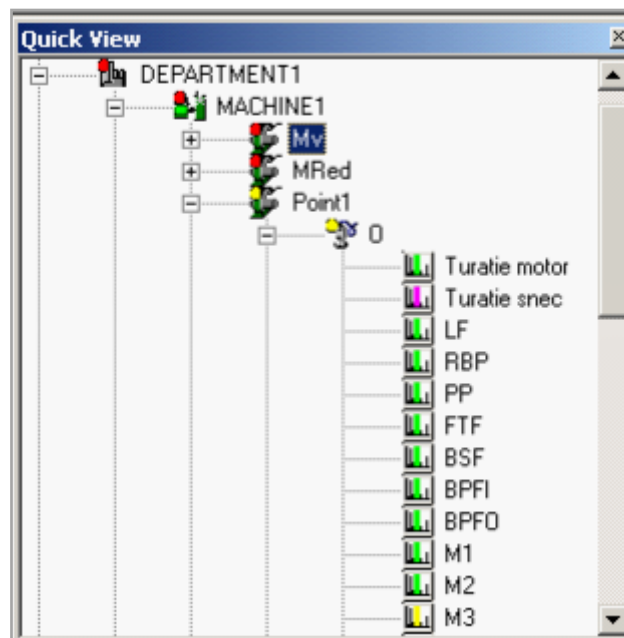 Quick View
DEPARTMENT1
MACHINE1
Mv
MRed
Point1
O
Turatie motor
Turatie snec
LF
RBP
PP
FTF
BSF
BPFI
BPFO
M1
M2
M3